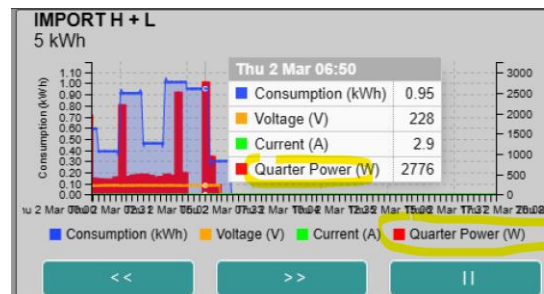 IMPORT H + L
5 kWh
Thu 2 Mar 06:50
Consumption (kWh) 0.95
Voltage (V) 228
Current (A) 2.9
Quarter Power (W) 2776
Consumption (kWh)
1.10
1.00
0.90
0.80
0.70
0.60
0.50
0.40
0.30
0.20
0.10
0.00
3000
2500
2000
1500
1000
500
0
Consumption (kWh) Voltage (V) Current (A) Quarter Power (W)
<< >> II